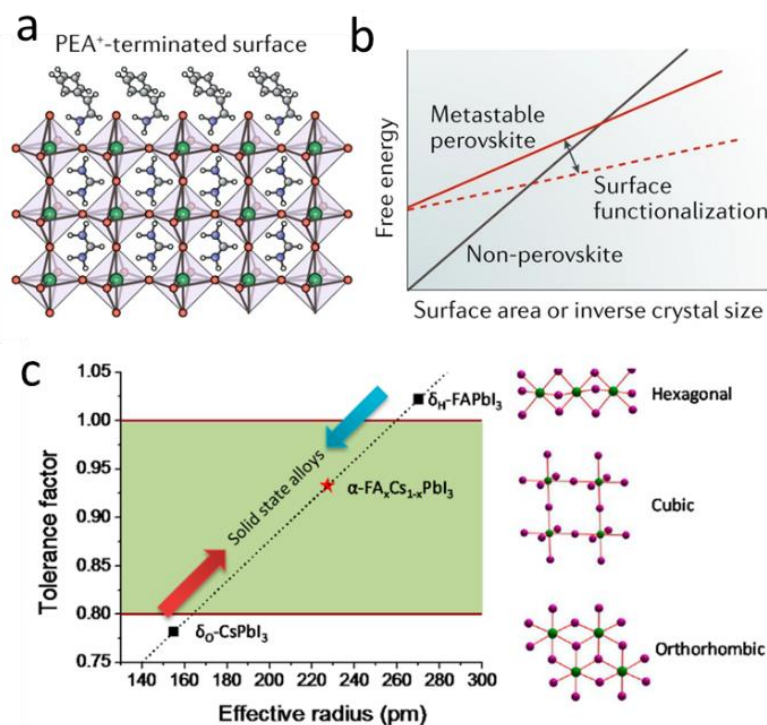 a
PEA⁺-terminated surface
b
Free energy
Metastable
perovskite
Surface
functionalization
Non-perovskite
Surface area or inverse crystal size
c
Tolerance factor
1.05
1.00
0.95
0.90
0.85
0.80
0.75
δH-FAPbI₃
Solid state alloys
α-FAₓCs₁₋ₓPbI₃
δO-CsPbI₃
140 160 180 200 220 240 260 280 300
Effective radius (pm)
Hexagonal
Cubic
Orthorhombic